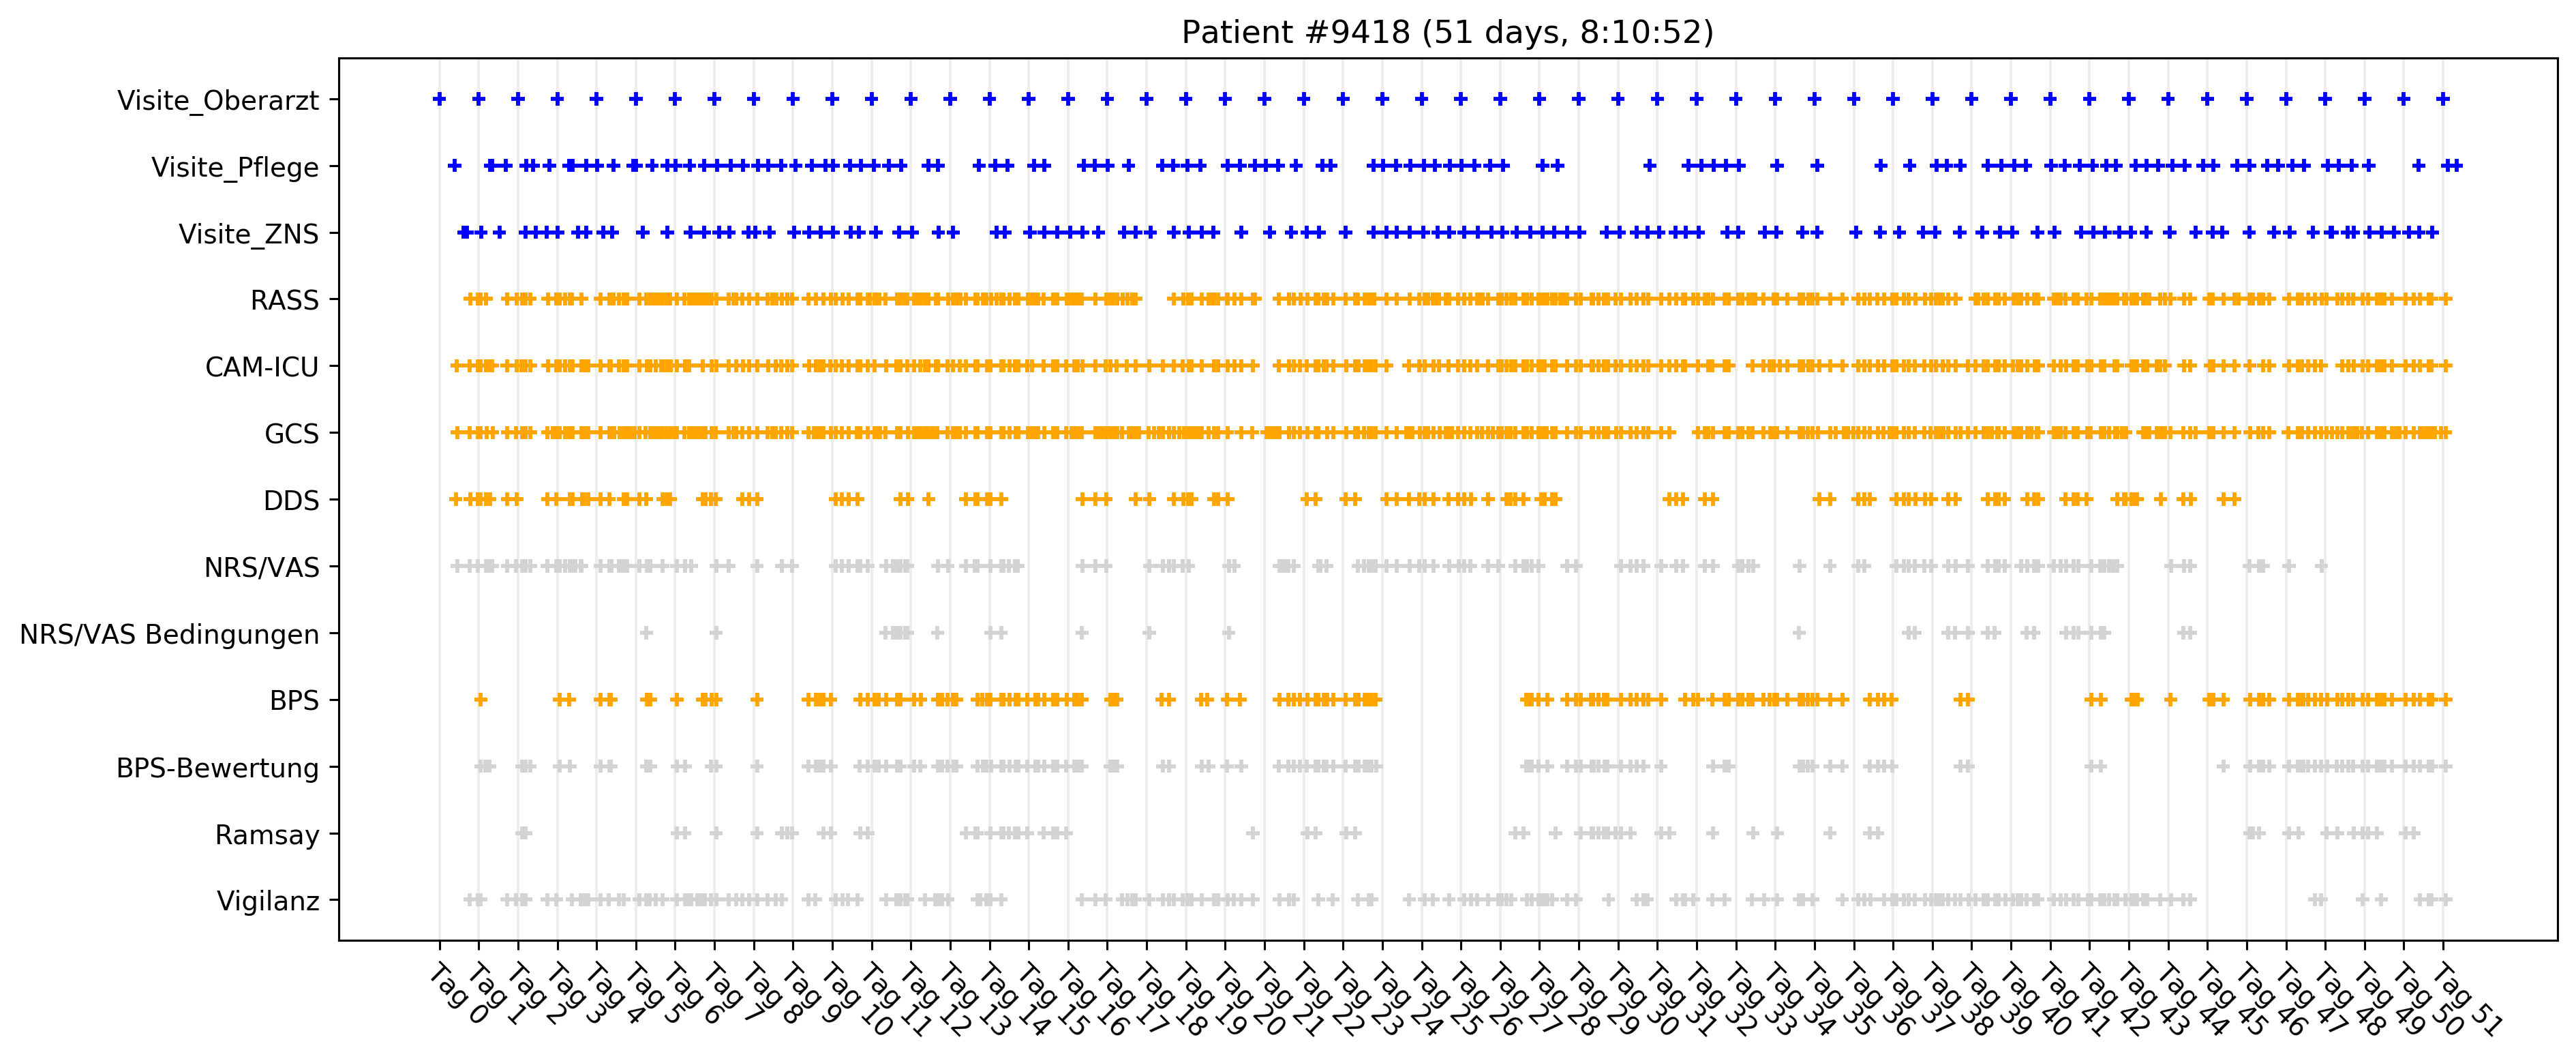 Patient #9418 (51 days, 8:10:52)
Visite_Oberarzt
Visite_Pflege
Visite_ZNS
RASS
CAM-ICU
GCS
DDS
NRS/VAS
NRS/VAS Bedingungen
BPS
BPS-Bewertung
Ramsay
Vigilanz
Tag 0
Tag 1
Tag 2
Tag 3
Tag 4
Tag 5
Tag 6
Tag 7
Tag 8
Tag 9
Tag 10
Tag 11
Tag 12
Tag 13
Tag 14
Tag 15
Tag 16
Tag 17
Tag 18
Tag 19
Tag 20
Tag 21
Tag 22
Tag 23
Tag 24
Tag 25
Tag 26
Tag 27
Tag 28
Tag 29
Tag 30
Tag 31
Tag 32
Tag 33
Tag 34
Tag 35
Tag 36
Tag 37
Tag 38
Tag 39
Tag 40
Tag 41
Tag 42
Tag 43
Tag 44
Tag 45
Tag 46
Tag 47
Tag 48
Tag 49
Tag 50
Tag 51